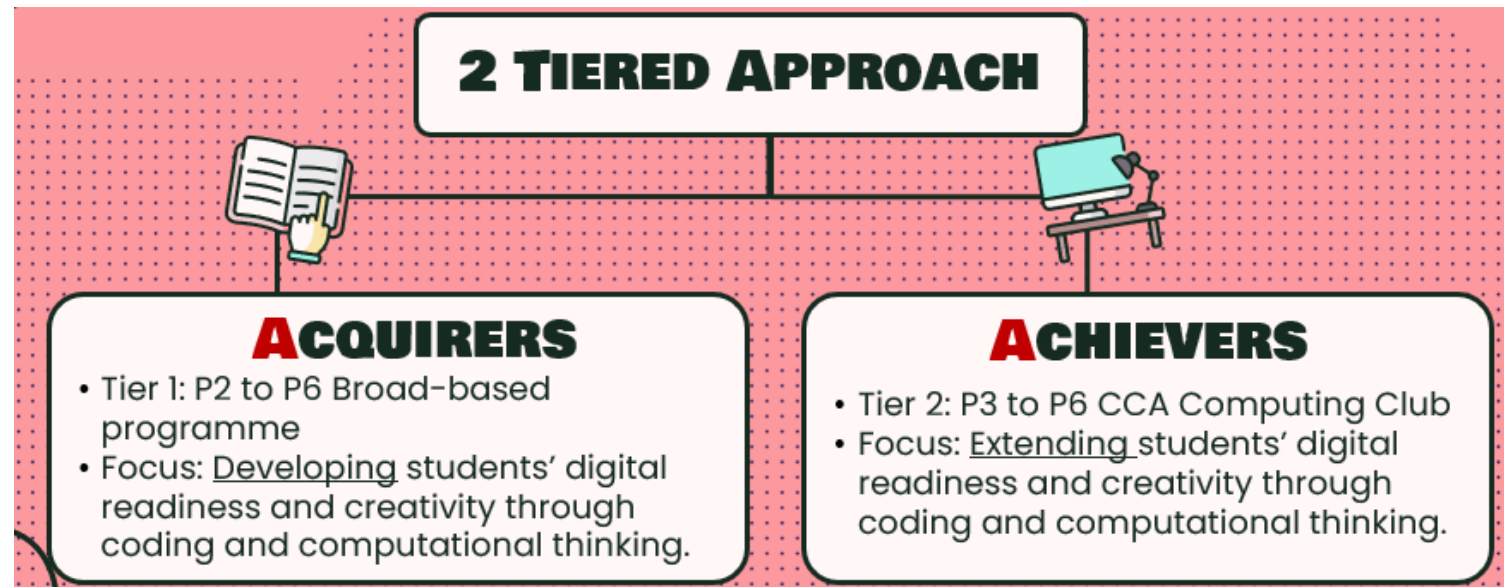 2 TIERED APPROACH
ACQUIRERS
• Tier 1: P2 to P6 Broad-based
programme
• Focus: Developing students’ digital
readiness and creativity through
coding and computational thinking.
ACHIEVERS
• Tier 2: P3 to P6 CCA Computing Club
• Focus: Extending students’ digital
readiness and creativity through
coding and computational thinking.